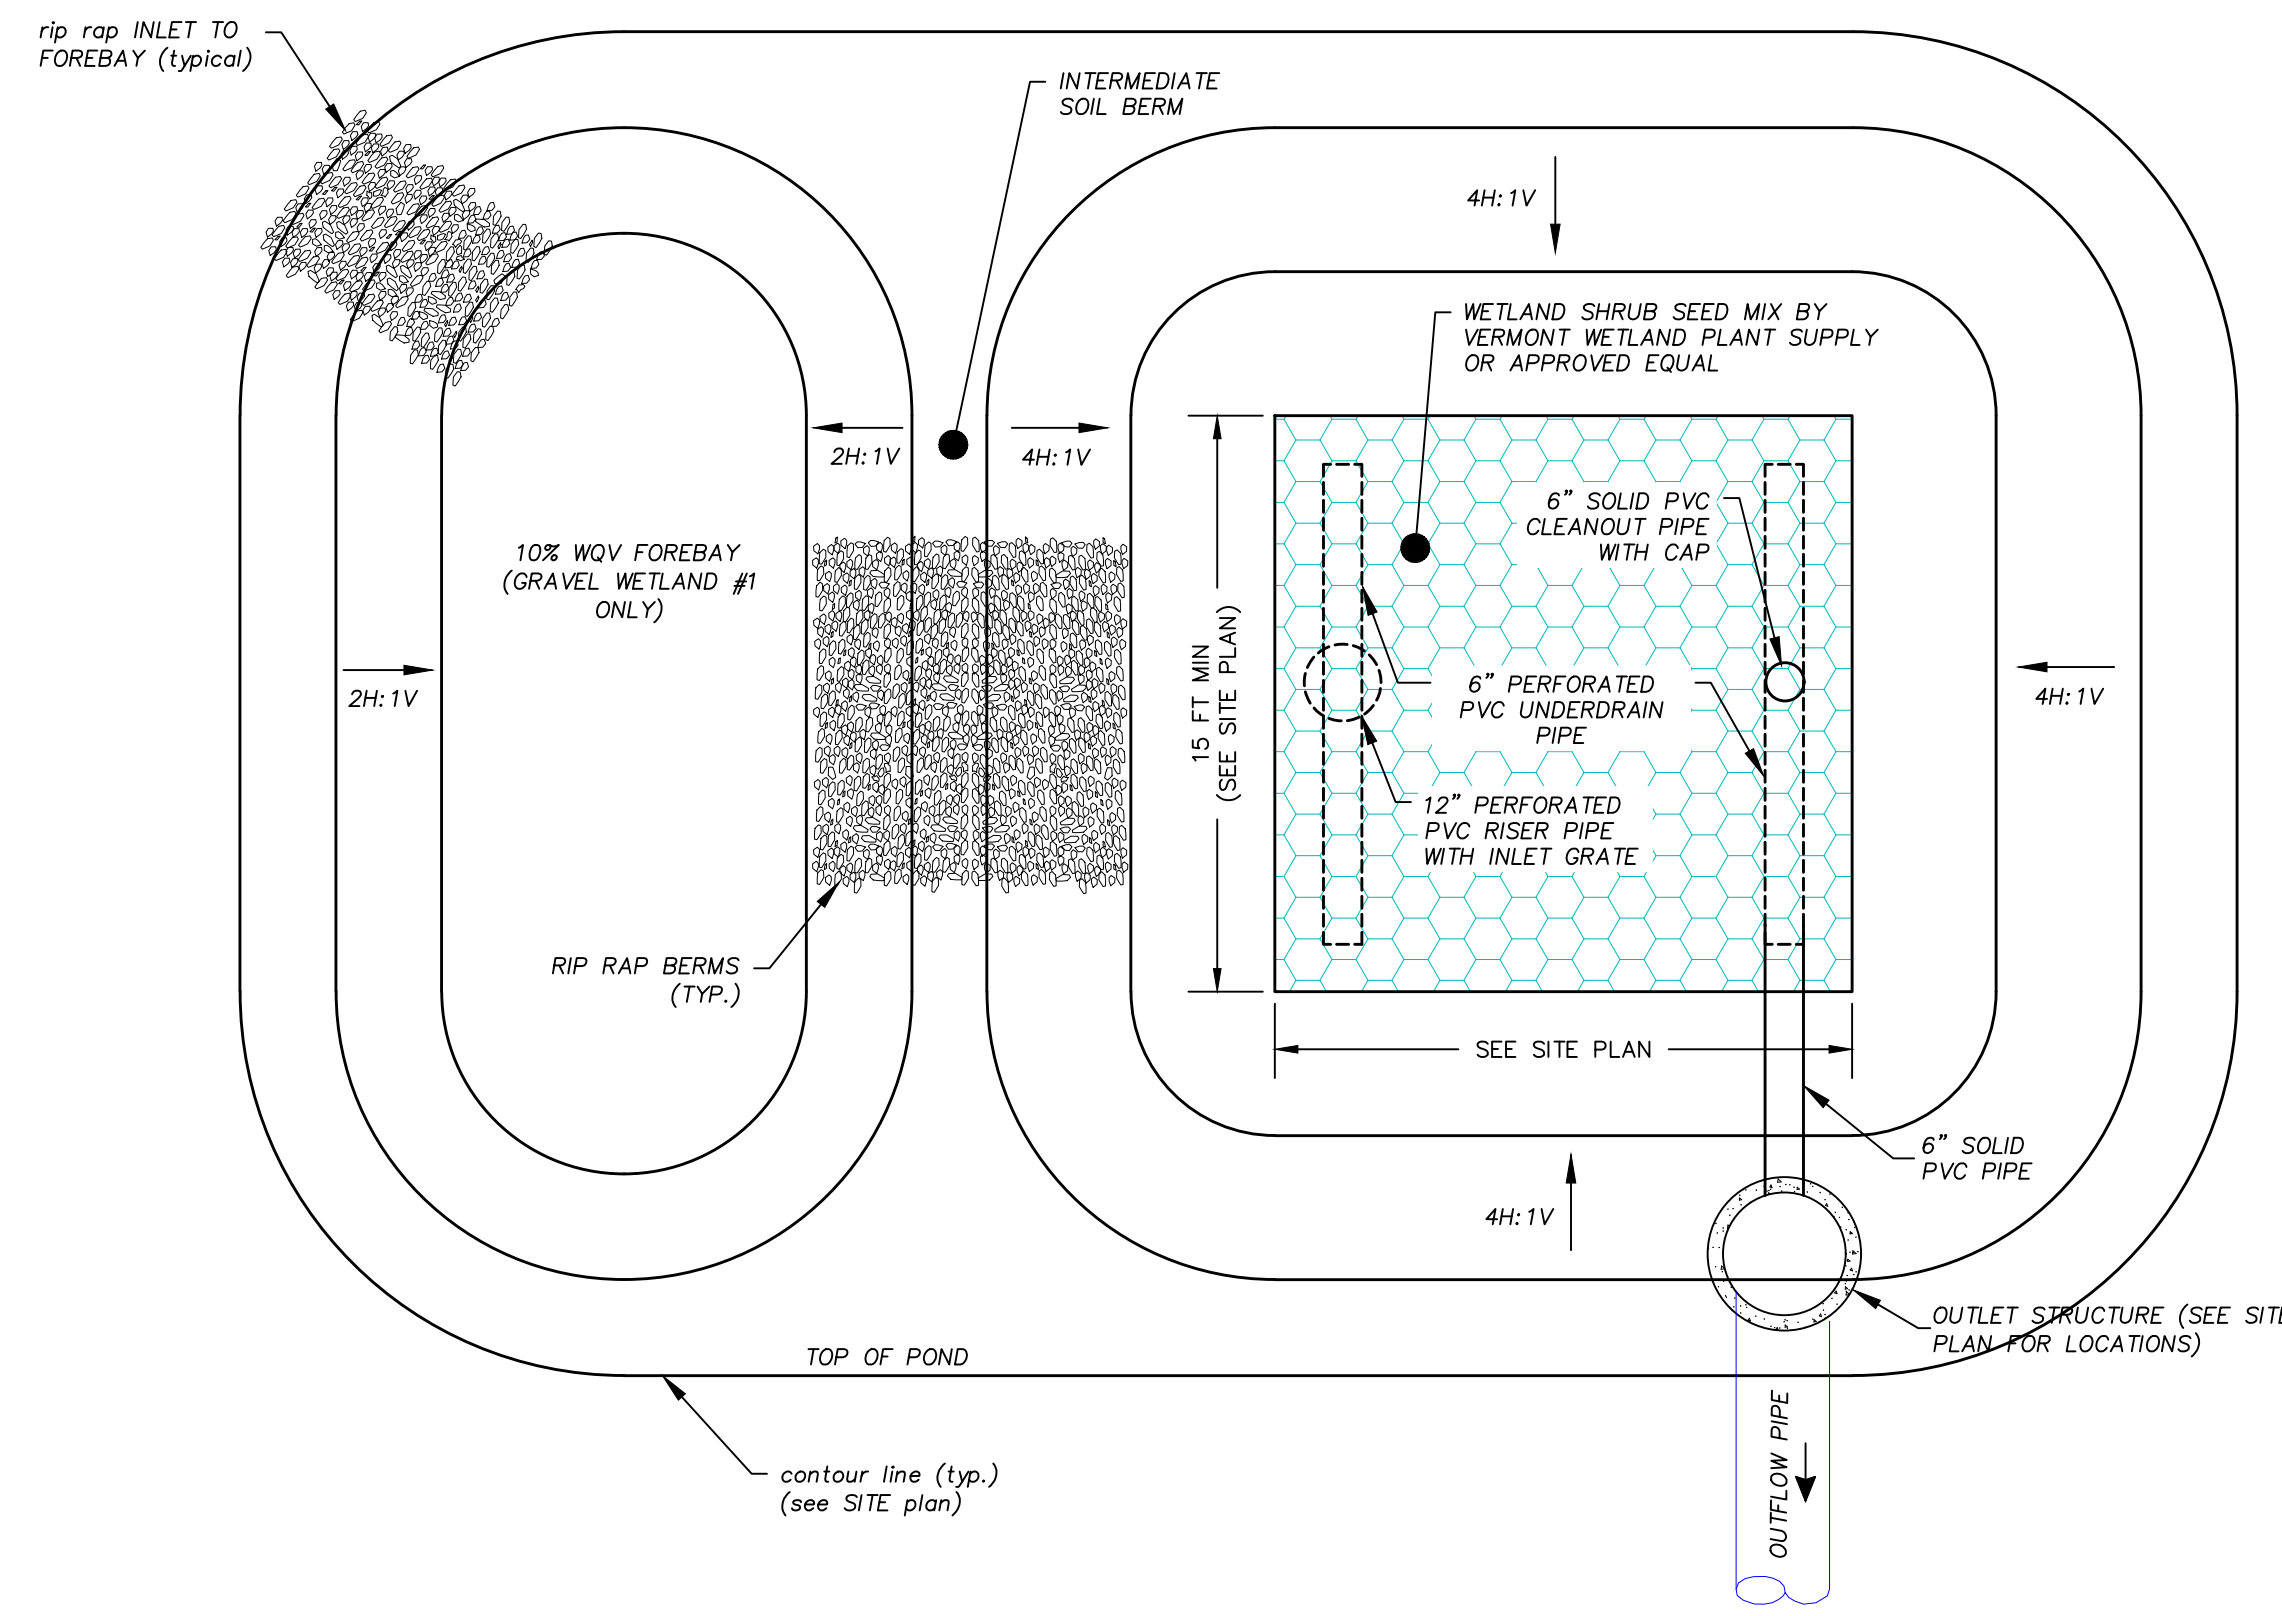 rip rap INLET TO
FOREBAY (typical)
INTERMEDIATE
SOIL BERM
4H:1V
WETLAND SHRUB SEED MIX BY
VERMONT WETLAND PLANT SUPPLY
OR APPROVED EQUAL
2H:1V
4H:1V
6" SOLID PVC
CLEANOUT PIPE
WITH CAP
10% WQV FOREBAY
(GRAVEL WETLAND #1
ONLY)
2H:1V
15 FT MIN
(SEE SITE PLAN)
6" PERFORATED
PVC UNDERDRAIN
PIPE
4H:1V
12" PERFORATED
PVC RISER PIPE
WITH INLET GRATE
RIP RAP BERMS
(TYP.)
SEE SITE PLAN
6" SOLID
PVC PIPE
4H:1V
OUTLET STRUCTURE (SEE SITE
PLAN FOR LOCATIONS)
TOP OF POND
OUTFLOW PIPE
contour line (typ.)
(see SITE plan)